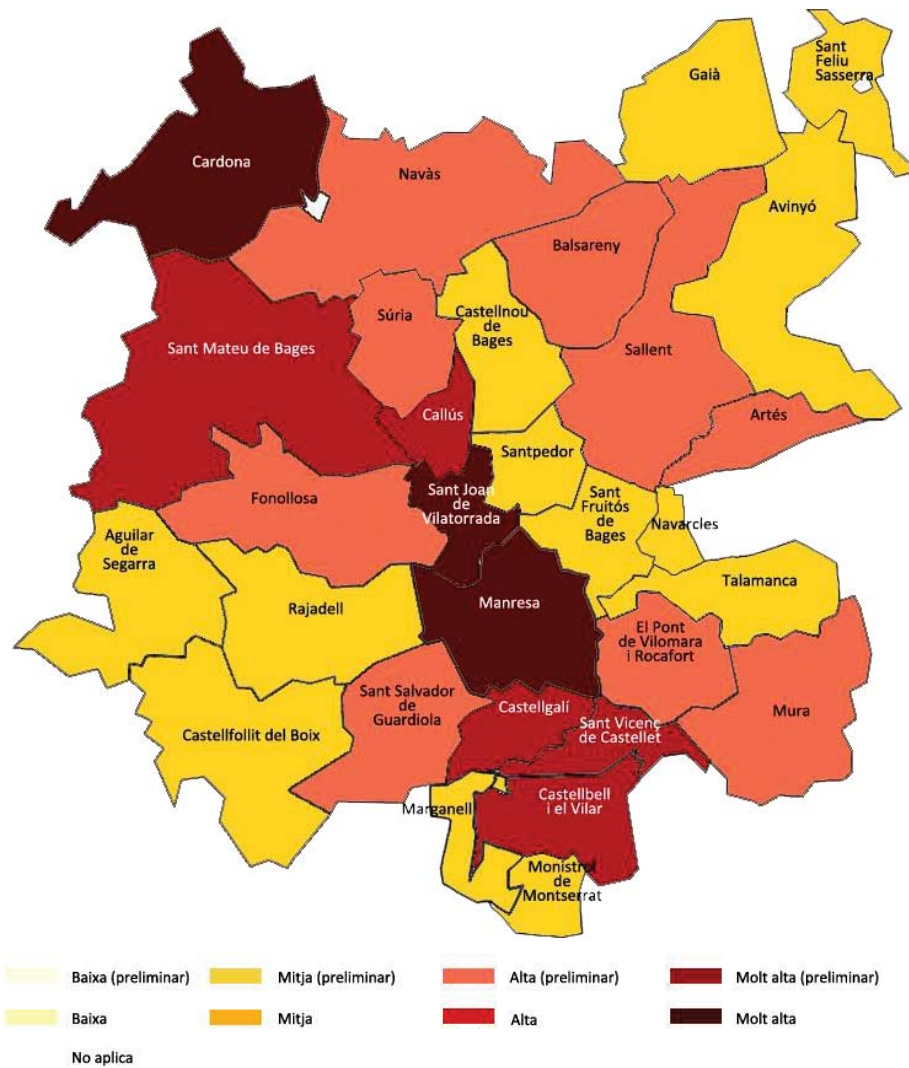 Sant
Feliu
Sasserra
Gaià
Cardona
Navàs
Avinyó
Balsareny
Súria
Castellnou
de
Bages
Sallent
Sant Mateu de Bages
Callús
Artés
Santpedor
Fonollosa
Sant Joan
de
Vilatorrada
Sant
Fruitós
de
Bages
Navarcles
Aguilar
de
Segarra
Talamanca
Rajadell
Manresa
El Pont
de Vilomara
i Rocafort
Sant Salvador
de
Guardiola
Castellgalí
Mura
Sant Vicenç
de Castellet
Castellfollit del Boix
Castellbell
i el Vilar
Marganell
Monistrol
de
Montserrat
Baixa (preliminar)
Mitja (preliminar)
Alta (preliminar)
Molt alta (preliminar)
Baixa
Mitja
Alta
Molt alta
No aplica